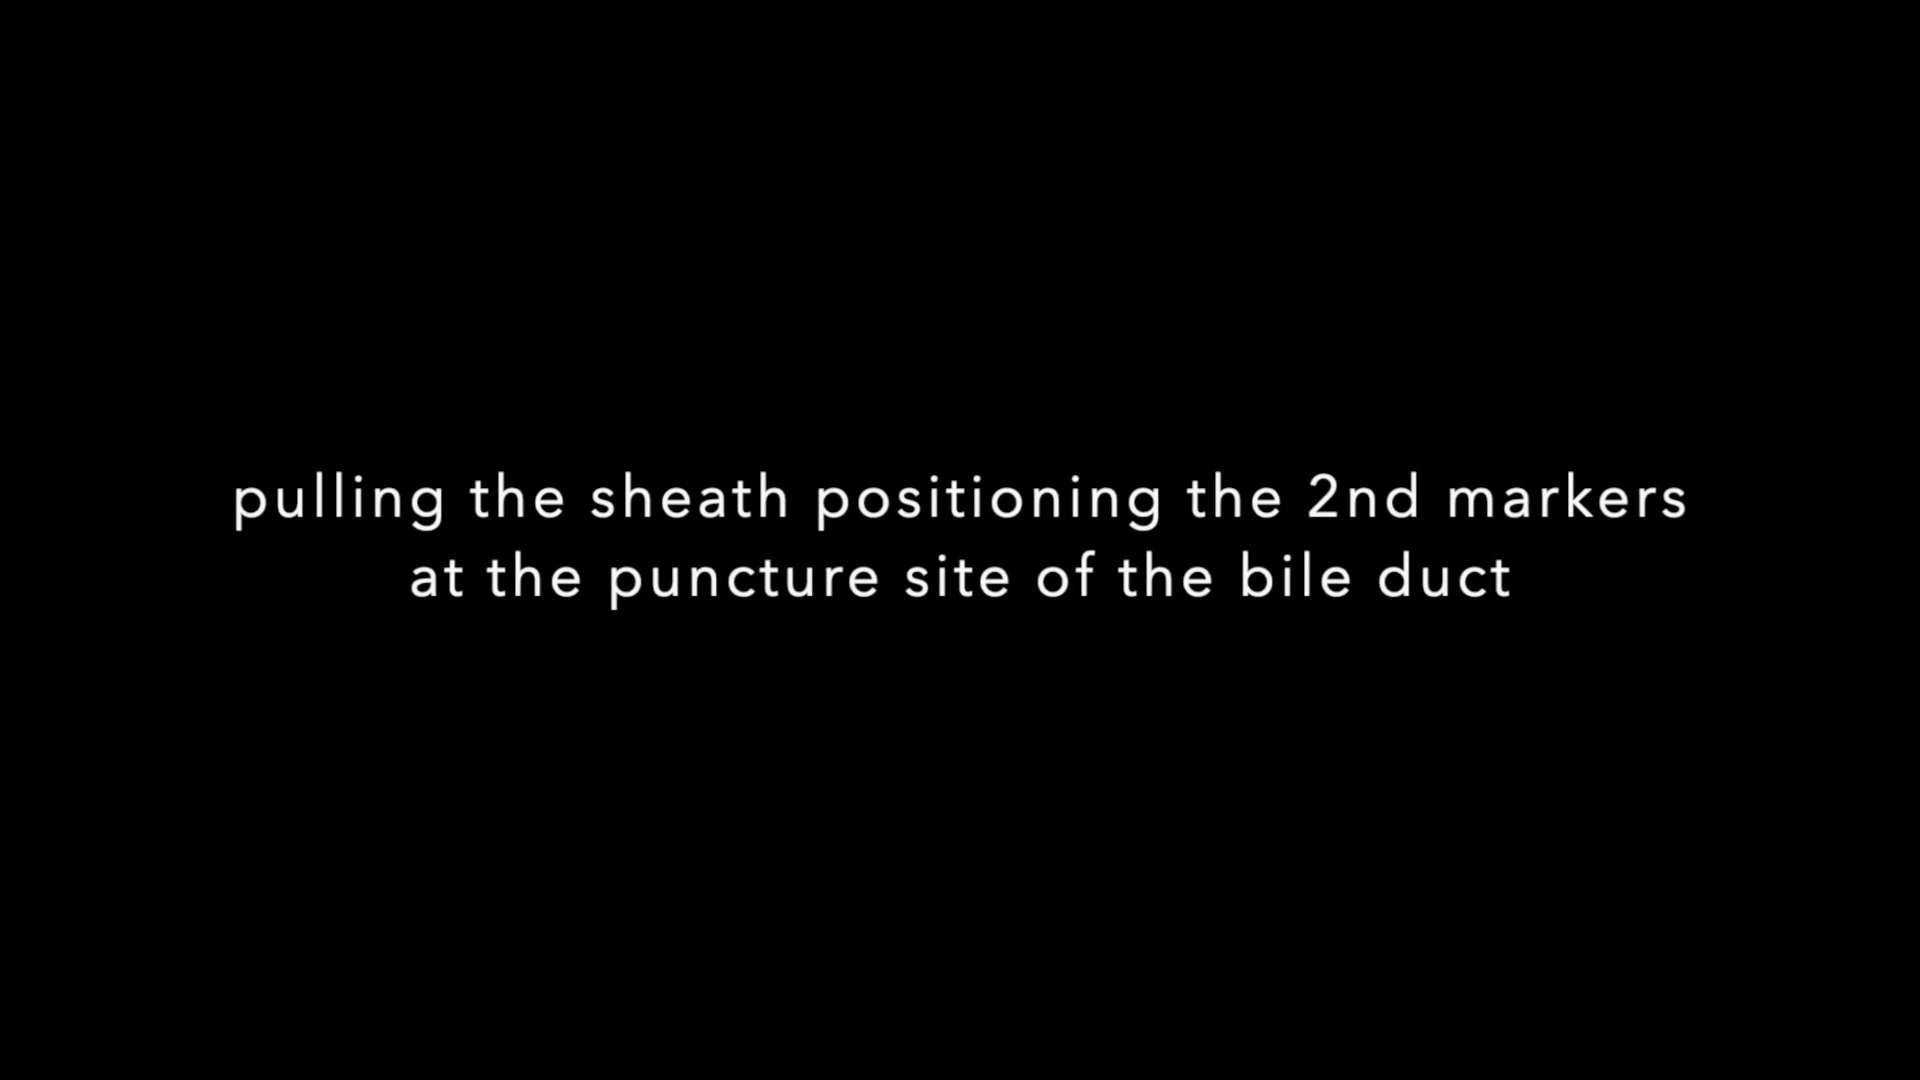 pulling the sheath positioning the 2nd markers
at the puncture site of the bile duct